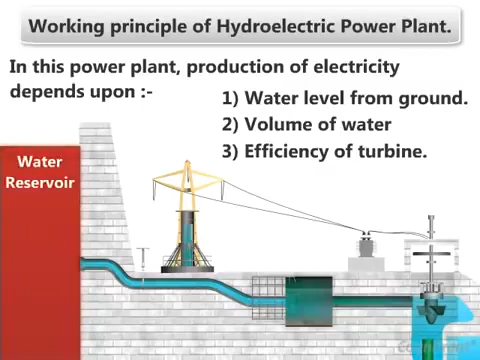 Working principle of Hydroelectric Power Plant.
In this power plant, production of electricity
depends upon :-
1) Water level from ground.
2) Volume of water
3) Efficiency of turbine.
Water
Reservoir